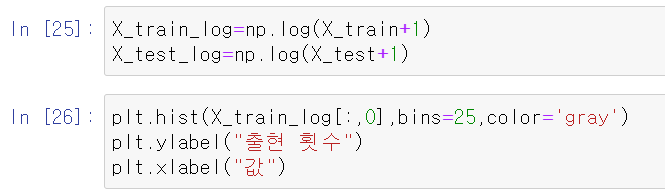 In [25]: X_train_log=np.log(X_train+1)
X_test_log=np.log(X_test+1)
In [26]: plt.hist(X_train_log[:,0],bins=25,color='gray')
plt.ylabel("출현 횟수")
plt.xlabel("값")